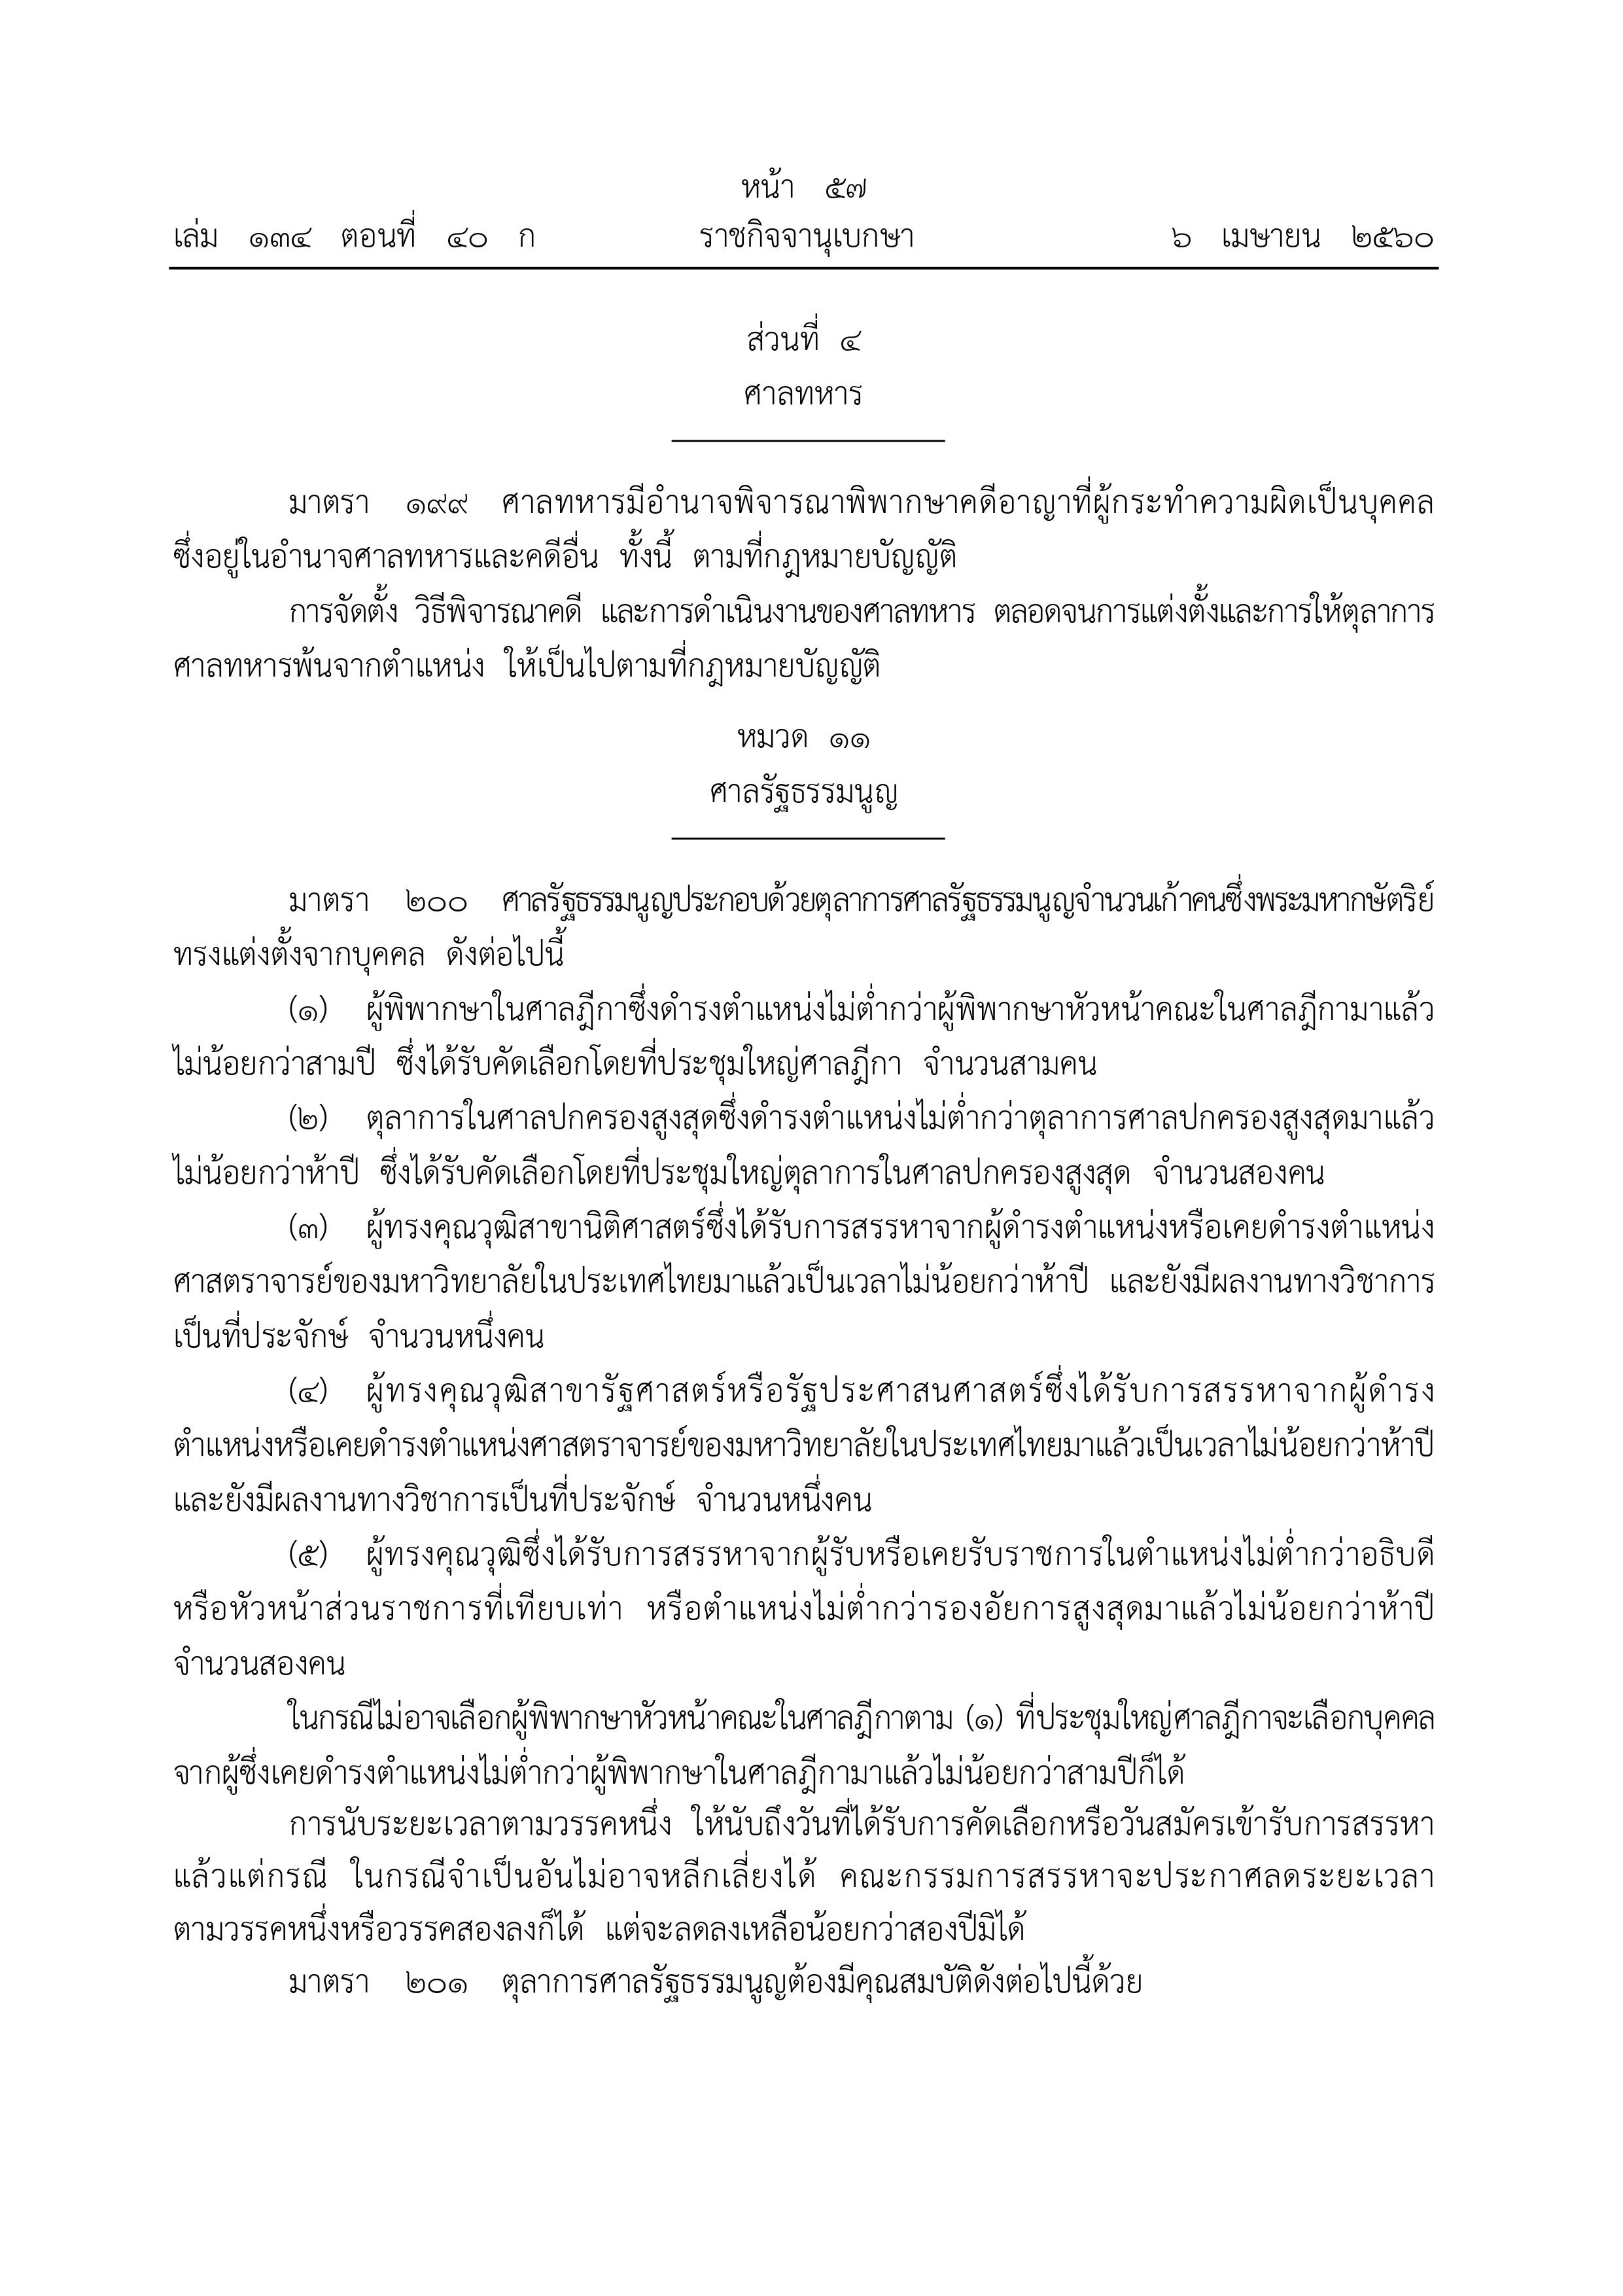 หน้า ๕๗
เล่ม ๑๓๔ ตอนที่ ๔๐ ก ราชกิจจานุเบกษา ๖ เมษายน ๒๕๖๐
ส่วนที่ ๔
ศาลทหาร
มาตรา ๑๙๙ ศาลทหารมีอำนาจพิจารณาพิพากษาคดีอาญาที่ผู้กระทำความผิดเป็นบุคคล
ซึ่งอยู่ในอำนาจศาลทหารและคดีอื่น ทั้งนี้ ตามที่กฎหมายบัญญัติ
การจัดตั้ง วิธีพิจารณาคดี และการดำเนินงานของศาลทหาร ตลอดจนการแต่งตั้งและการให้ตุลาการ
ศาลทหารพ้นจากตำแหน่ง ให้เป็นไปตามที่กฎหมายบัญญัติ
หมวด ๑๑
ศาลรัฐธรรมนูญ
มาตรา ๒๐๐ ศาลรัฐธรรมนูญประกอบด้วยตุลาการศาลรัฐธรรมนูญจำนวนเก้าคนซึ่งพระมหากษัตริย์
ทรงแต่งตั้งจากบุคคล ดังต่อไปนี้
(๑) ผู้พิพากษาในศาลฎีกาซึ่งดำรงตำแหน่งไม่ต่ำกว่าผู้พิพากษาหัวหน้าคณะในศาลฎีกามาแล้ว
ไม่น้อยกว่าสามปี ซึ่งได้รับคัดเลือกโดยที่ประชุมใหญ่ศาลฎีกา จำนวนสามคน
(๒) ตุลาการในศาลปกครองสูงสุดซึ่งดำรงตำแหน่งไม่ต่ำกว่าตุลาการศาลปกครองสูงสุดมาแล้ว
ไม่น้อยกว่าห้าปี ซึ่งได้รับคัดเลือกโดยที่ประชุมใหญ่ตุลาการในศาลปกครองสูงสุด จำนวนสองคน
(๓) ผู้ทรงคุณวุฒิสาขานิติศาสตร์ซึ่งได้รับการสรรหาจากผู้ดำรงตำแหน่งหรือเคยดำรงตำแหน่ง
ศาสตราจารย์ของมหาวิทยาลัยในประเทศไทยมาแล้วเป็นเวลาไม่น้อยกว่าห้าปี และยังมีผลงานทางวิชาการ
เป็นที่ประจักษ์ จำนวนหนึ่งคน
(๔) ผู้ทรงคุณวุฒิสาขารัฐศาสตร์หรือรัฐประศาสนศาสตร์ซึ่งได้รับการสรรหาจากผู้ดำรง
ตำแหน่งหรือเคยดำรงตำแหน่งศาสตราจารย์ของมหาวิทยาลัยในประเทศไทยมาแล้วเป็นเวลาไม่น้อยกว่าห้าปี
และยังมีผลงานทางวิชาการเป็นที่ประจักษ์ จำนวนหนึ่งคน
(๕) ผู้ทรงคุณวุฒิซึ่งได้รับการสรรหาจากผู้รับหรือเคยรับราชการในตำแหน่งไม่ต่ำกว่าอธิบดี
หรือหัวหน้าส่วนราชการที่เทียบเท่า หรือตำแหน่งไม่ต่ำกว่ารองอัยการสูงสุดมาแล้วไม่น้อยกว่าห้าปี
จำนวนสองคน
ในกรณีไม่อาจเลือกผู้พิพากษาหัวหน้าคณะในศาลฎีกาตาม (๑) ที่ประชุมใหญ่ศาลฎีกาจะเลือกบุคคล
จากผู้ซึ่งเคยดำรงตำแหน่งไม่ต่ำกว่าผู้พิพากษาในศาลฎีกามาแล้วไม่น้อยกว่าสามปีก็ได้
การนับระยะเวลาตามวรรคหนึ่ง ให้นับถึงวันที่ได้รับการคัดเลือกหรือวันสมัครเข้ารับการสรรหา
แล้วแต่กรณี ในกรณีจำเป็นอันไม่อาจหลีกเลี่ยงได้ คณะกรรมการสรรหาจะประกาศลดระยะเวลา
ตามวรรคหนึ่งหรือวรรคสองลงก็ได้ แต่จะลดลงเหลือน้อยกว่าสองปีมิได้
มาตรา ๒๐๑ ตุลาการศาลรัฐธรรมนูญต้องมีคุณสมบัติดังต่อไปนี้ด้วย